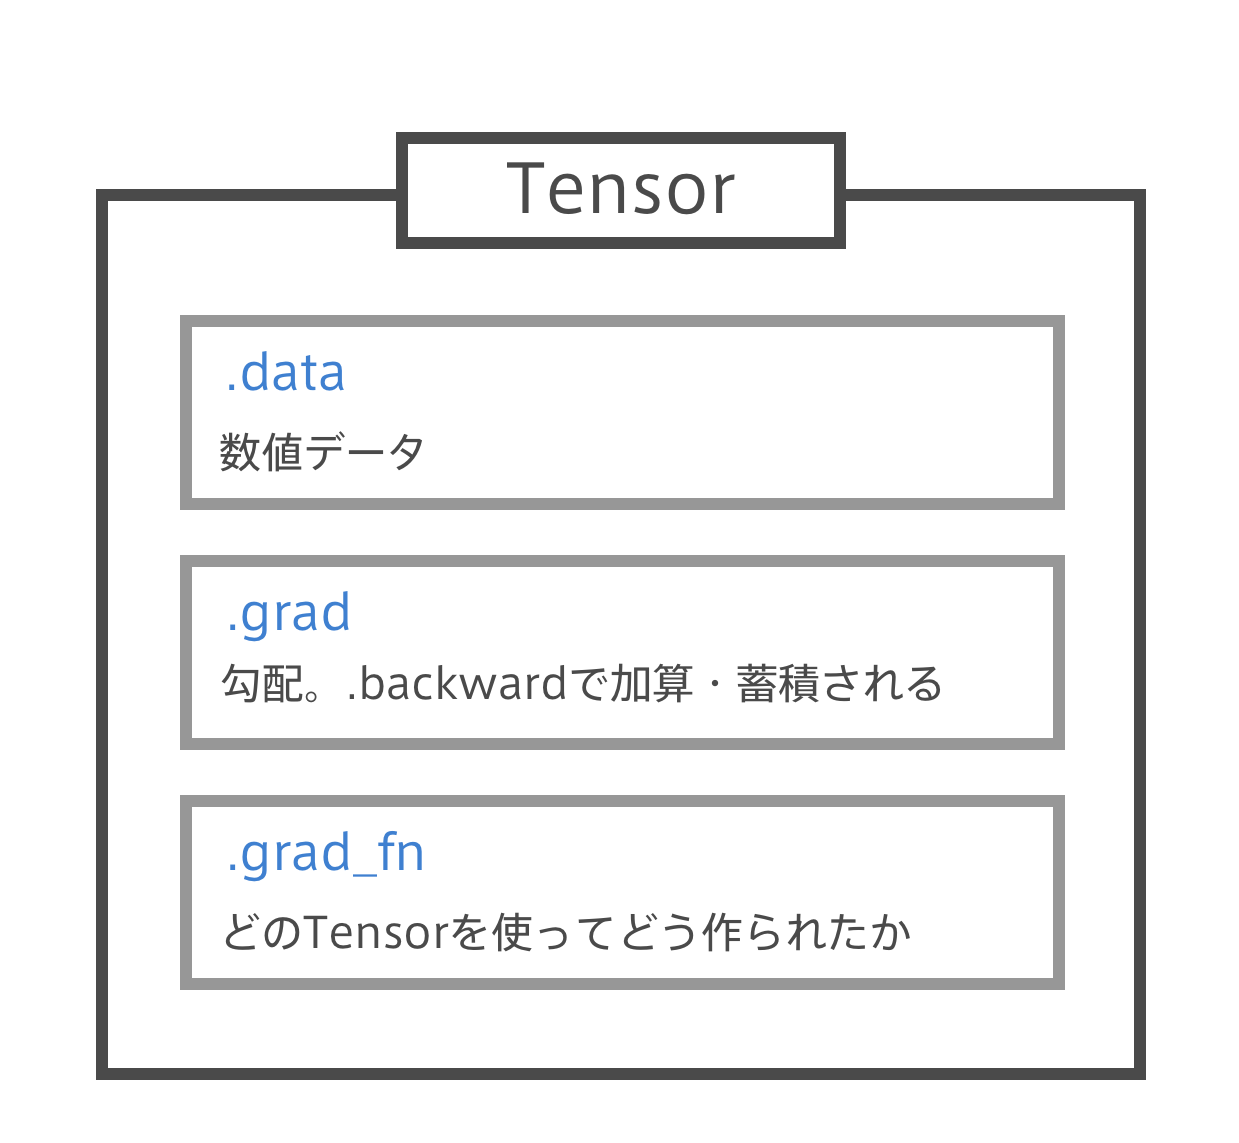 Tensor
.data
数値データ
.grad
勾配。.backwardで加算・蓄積される
.grad_fn
どのTensorを使ってどう作られたか